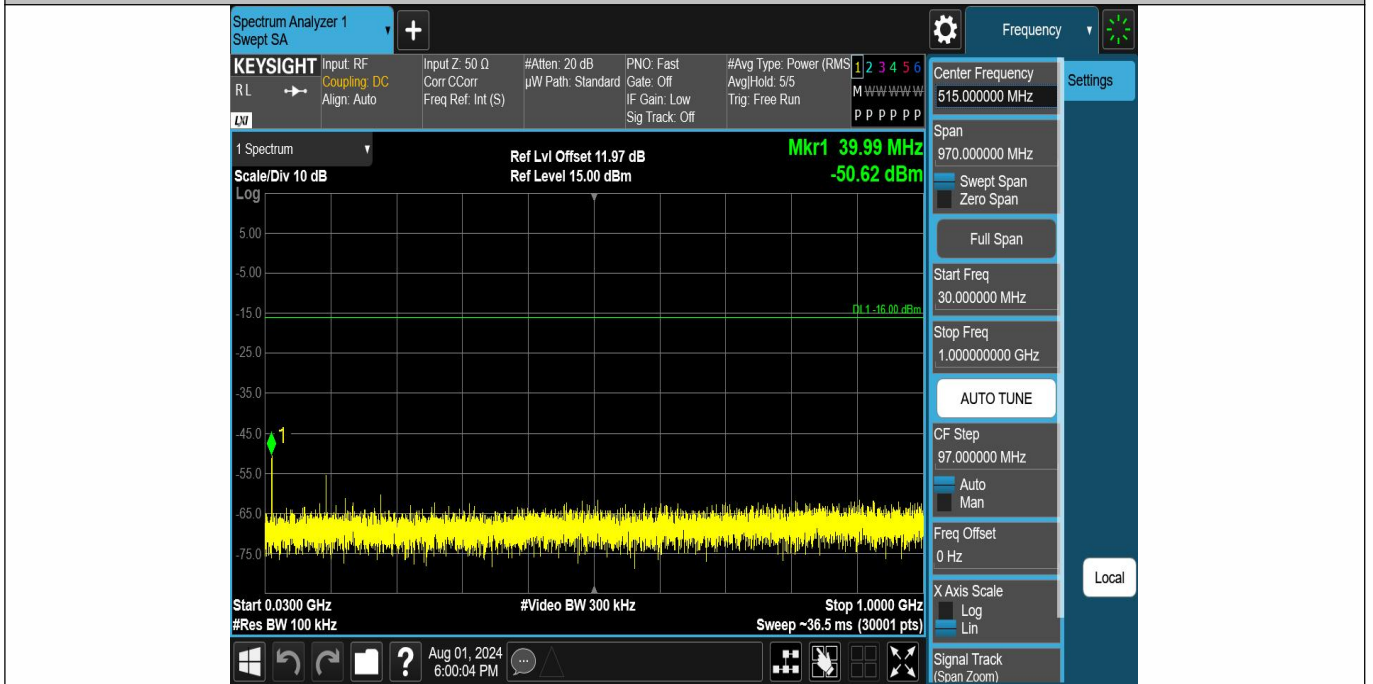 Spectrum Analyzer 1
Swept SA
+
Frequency
KEYSIGHT
RL
LXI
Input: RF
Coupling: DC
Align: Auto
Input Z: 50 Ω
Corr CCorr
Freq Ref: Int (S)
#Atten: 20 dB
µW Path: Standard
PNO: Fast
Gate: Off
IF Gain: Low
Sig Track: Off
#Avg Type: Power (RMS
Avg|Hold: 5/5
Trig: Free Run
1 2 3 4 5 6
M W W W W W
P P P P P P
Center Frequency
515.000000 MHz
Settings
Span
970.000000 MHz
Swept Span
Zero Span
Full Span
Start Freq
30.000000 MHz
Stop Freq
1.000000000 GHz
AUTO TUNE
CF Step
97.000000 MHz
Auto
Man
Freq Offset
0 Hz
X Axis Scale
Log
Lin
Signal Track
(Span Zoom)
Local
1 Spectrum
Scale/Div 10 dB
Ref Lvl Offset 11.97 dB
Ref Level 15.00 dBm
Mkr1 39.99 MHz
-50.62 dBm
Log
5.00
-5.00
-15.0
DL1 -16.00 dBm
-25.0
-35.0
-45.0
1
-55.0
-65.0
-75.0
Start 0.0300 GHz
#Video BW 300 kHz
Stop 1.0000 GHz
#Res BW 100 kHz
Sweep ~36.5 ms (30001 pts)
?
Aug 01, 2024
6:00:04 PM